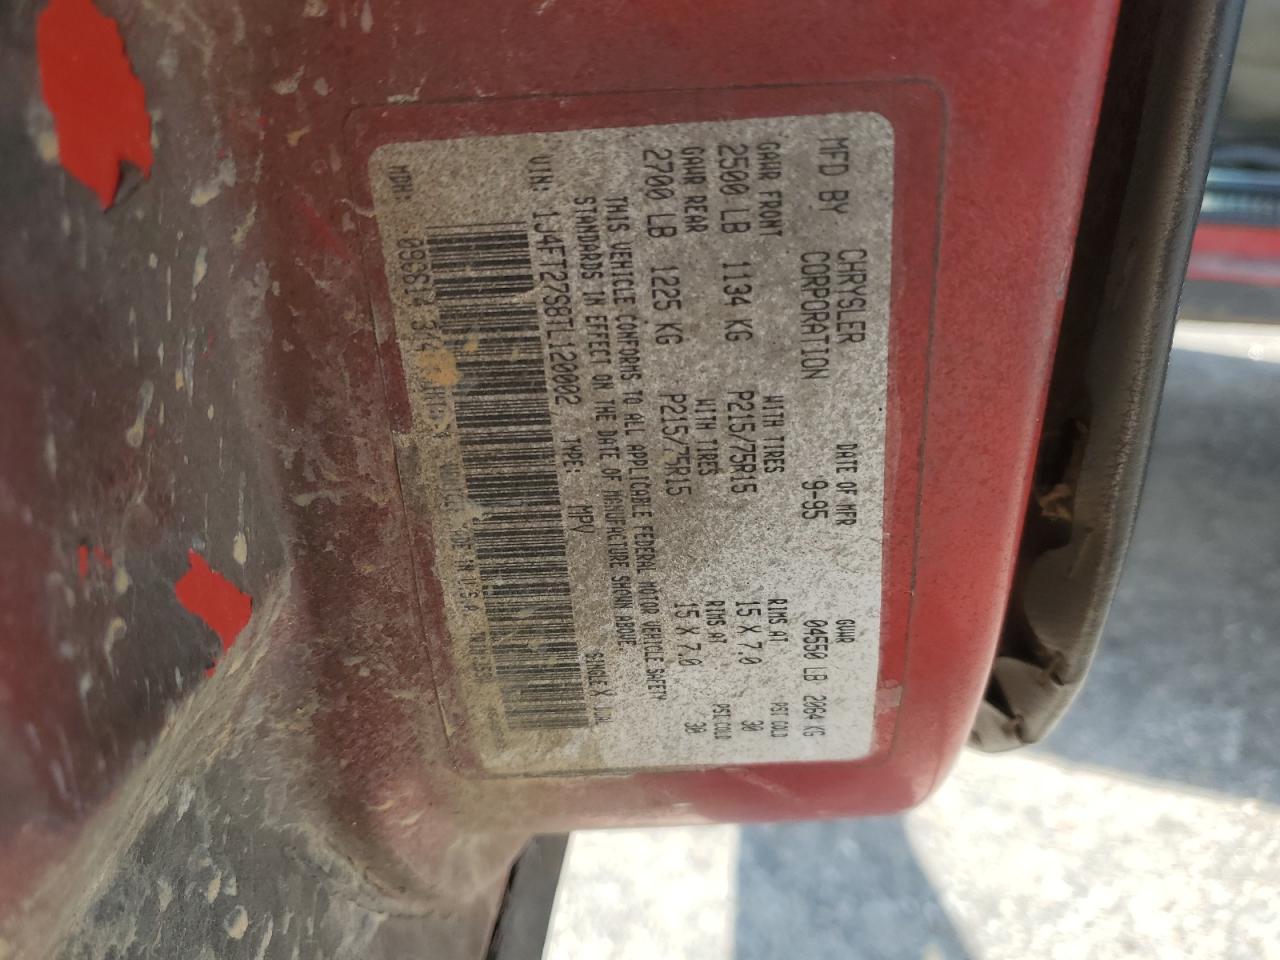 MFD BY CHRYSLER CORPORATION DATE OF MFR 9-95 GVWR 04550 LB 2064 KG
GAWR FRONT WITH TIRES RIMS AT PSI COLD
2500 LB 1134 KG P215/75R15 15 X 7.0 30
GAWR REAR WITH TIRES RIMS AT PSI COLD
2700 LB 1225 KG P215/75R15 15 X 7.0 30
THIS VEHICLE CONFORMS TO ALL APPLICABLE FEDERAL MOTOR VEHICLE SAFETY
STANDARDS IN EFFECT ON THE DATE OF MANUFACTURE SHOWN ABOVE.
VIN: 1J4FT27S8TL120002 TYPE: MPV SINGLE X
MDH: